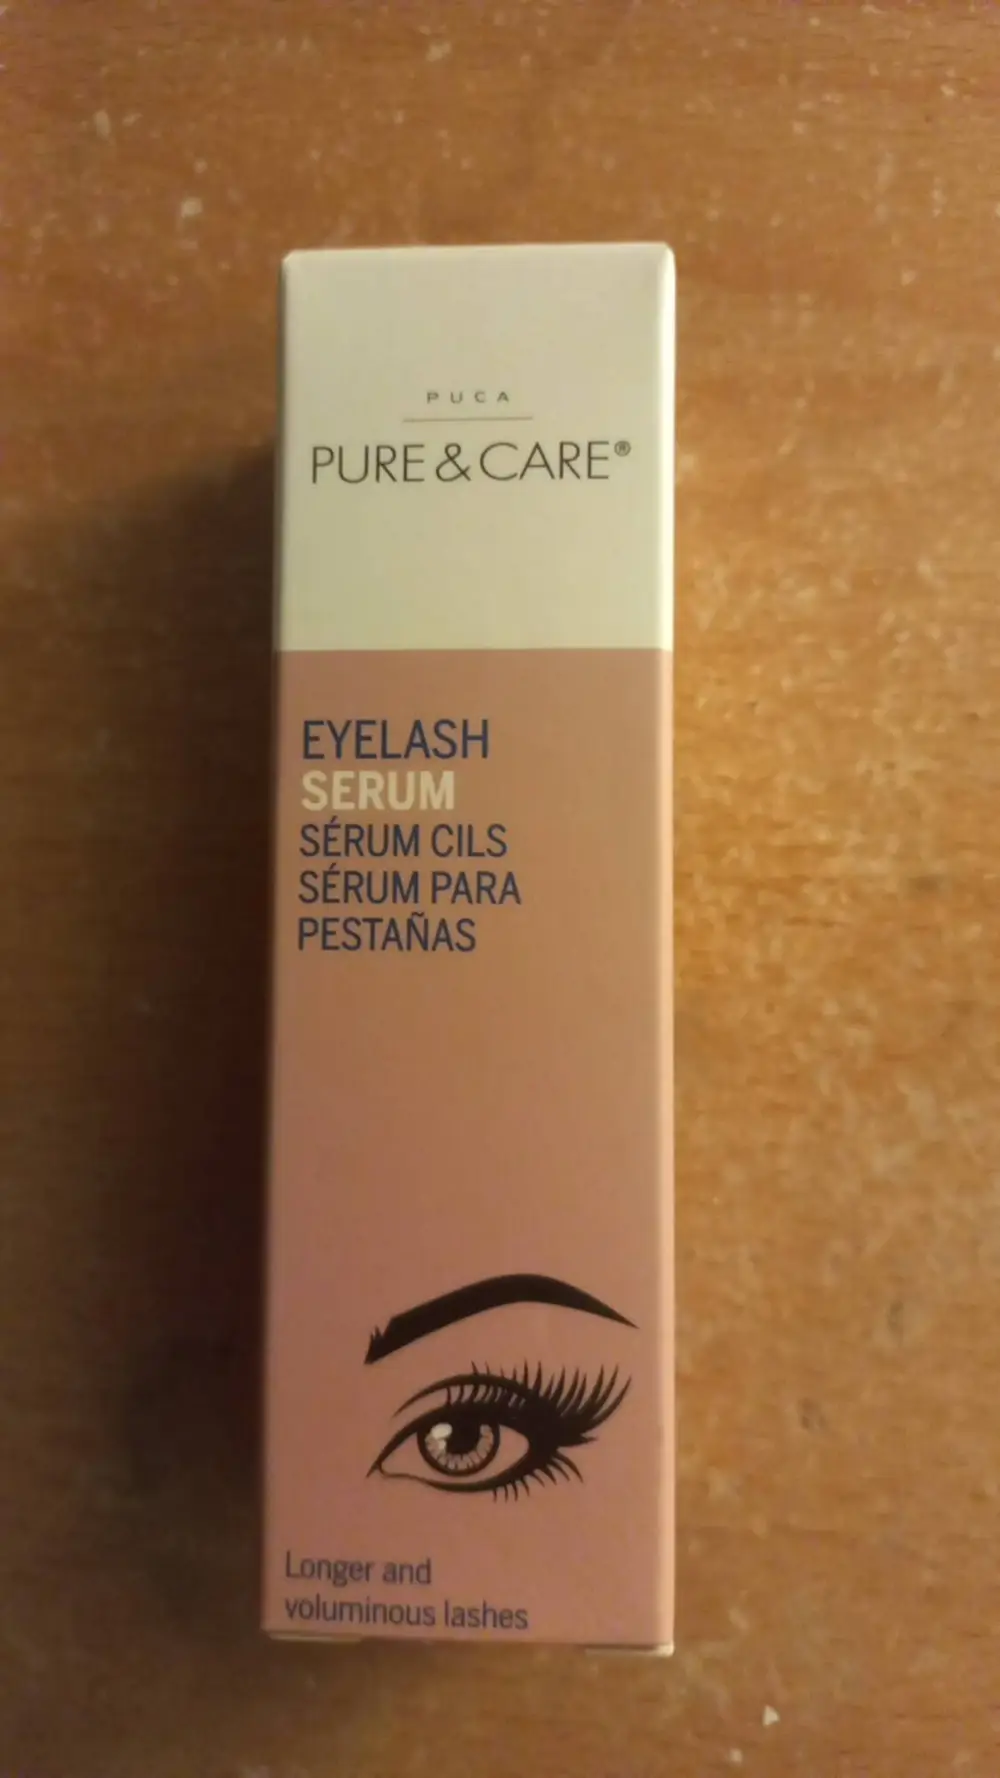 PUCA
PURE & CARE®
EYELASH
SERUM
SÉRUM CILS
SÉRUM PARA
PESTAÑAS
Longer and
voluminous lashes